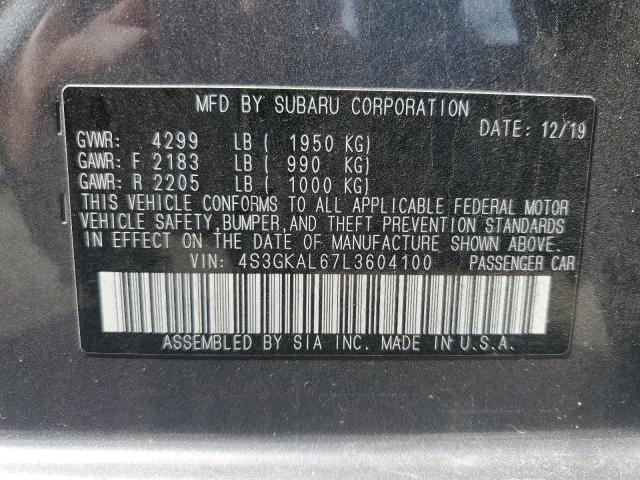 MFD BY SUBARU CORPORATION
DATE: 12/19
GVWR: 4299 LB ( 1950 KG)
GAWR: F 2183 LB ( 990 KG)
GAWR: R 2205 LB ( 1000 KG)
THIS VEHICLE CONFORMS TO ALL APPLICABLE FEDERAL MOTOR
VEHICLE SAFETY, BUMPER, AND THEFT PREVENTION STANDARDS
IN EFFECT ON THE DATE OF MANUFACTURE SHOWN ABOVE.
VIN: 4S3GKAL67L3604100 PASSENGER CAR
ASSEMBLED BY SIA INC. MADE IN U.S.A.